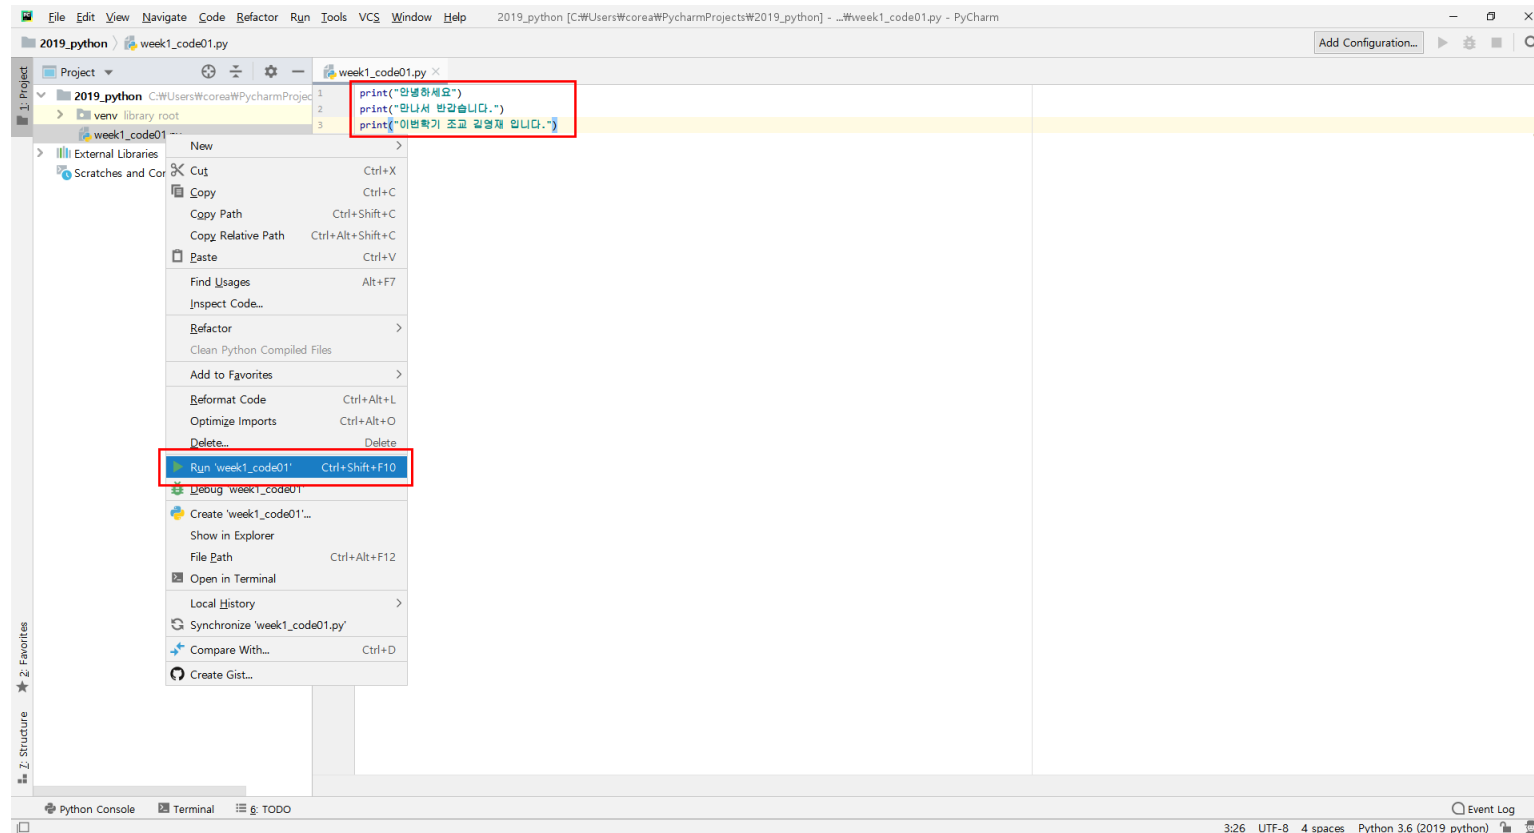 File Edit View Navigate Code Refactor Run Tools VCS Window Help 2019_python [C:₩Users₩corea₩PycharmProjects₩2019_python] - ...₩week1_code01.py - PyCharm
2019_python week1_code01.py Add Configuration...
1: Project
Project
week1_code01.py
2019_python C:₩Users₩corea₩PycharmProjec
venv library root
week1_code01
External Libraries
Scratches and Con
1 print("안녕하세요")
2 print("만나서 반갑습니다.")
3 print("이번학기 조교 김영재 입니다.")
New
Cut Ctrl+X
Copy Ctrl+C
Copy Path Ctrl+Shift+C
Copy Relative Path Ctrl+Alt+Shift+C
Paste Ctrl+V
Find Usages Alt+F7
Inspect Code...
Refactor
Clean Python Compiled Files
Add to Favorites
Reformat Code Ctrl+Alt+L
Optimize Imports Ctrl+Alt+O
Delete... Delete
Run 'week1_code01' Ctrl+Shift+F10
Debug 'week1_code01'
Create 'week1_code01'...
Show in Explorer
File Path Ctrl+Alt+F12
Open in Terminal
Local History
Synchronize 'week1_code01.py'
Compare With... Ctrl+D
Create Gist...
2: Favorites
7: Structure
Python Console Terminal 6: TODO Event Log
3:26 UTF-8 4 spaces Python 3.6 (2019_python)